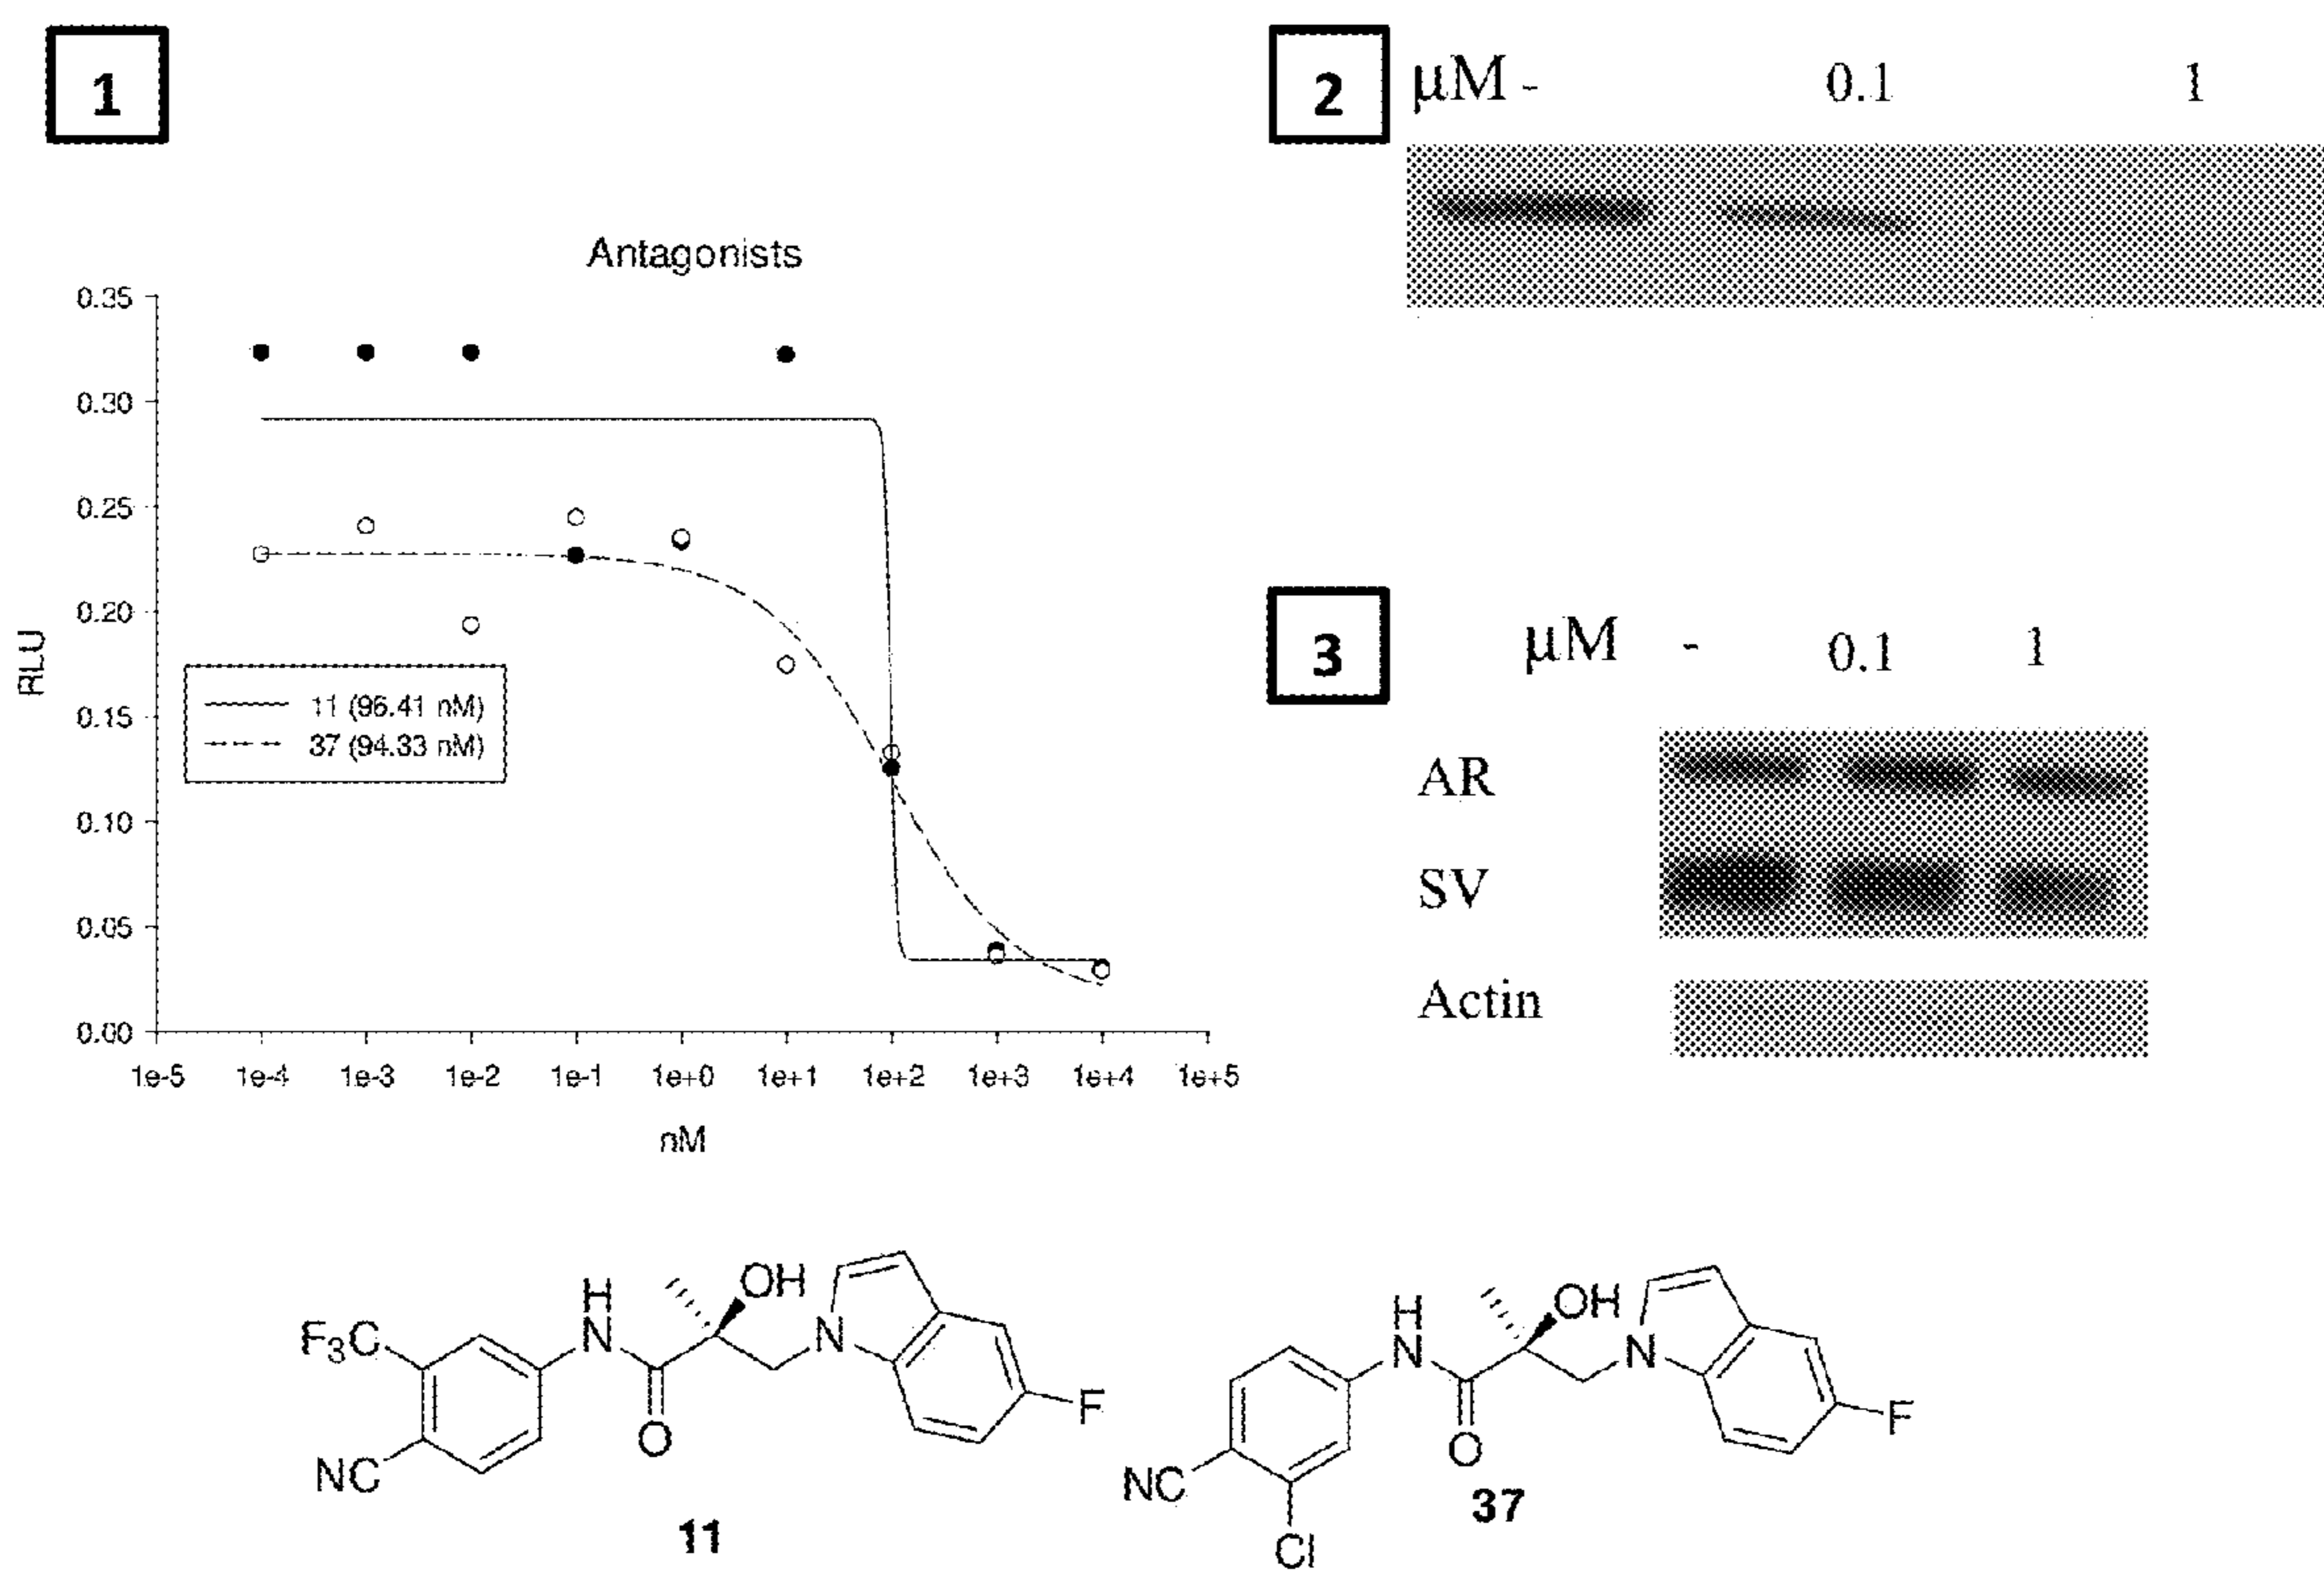 1
Antagonists
0.35
0.30
0.25
0.20
0.15
0.10
0.05
0.00
RLU
11 (96.41 nM)
37 (94.33 nM)
1e-5 1e-4 1e-3 1e-2 1e-1 1e+0 1e+1 1e+2 1e+3 1e+4 1e+5
nM
2
µM - 0.1 1
3
µM - 0.1 1
AR
SV
Actin
F3C
NC
H
N
O
OH
N
F
11
NC
Cl
H
N
O
OH
N
F
37